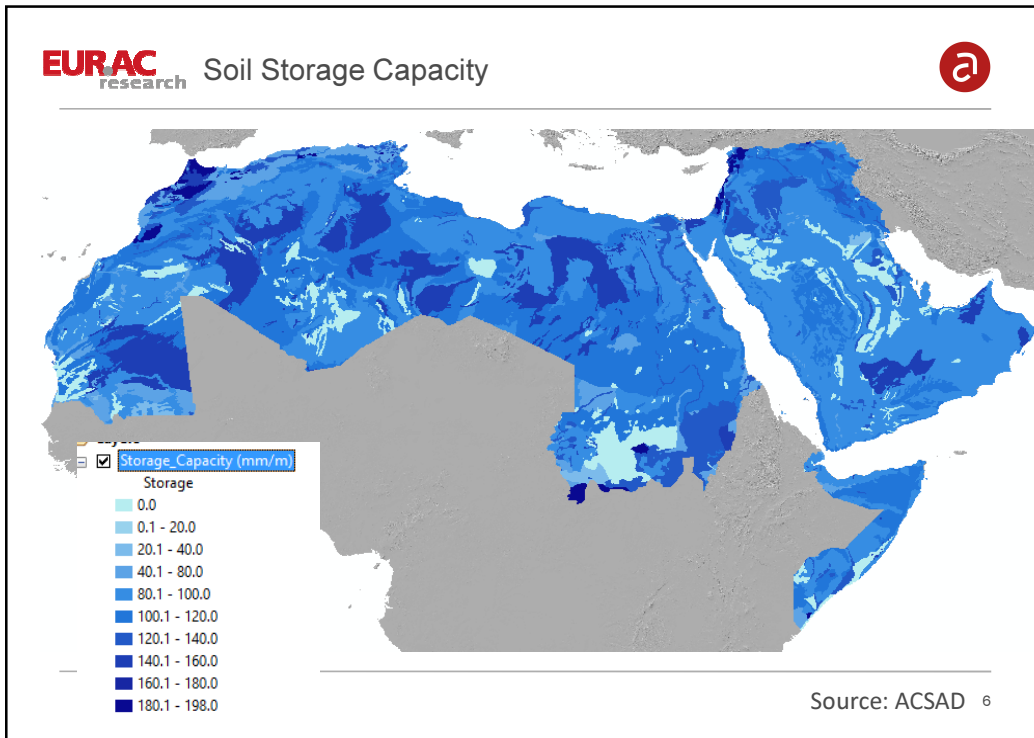 EURAC
research
Soil Storage Capacity
Storage_Capacity (mm/m)
Storage
0.0
0.1 - 20.0
20.1 - 40.0
40.1 - 80.0
80.1 - 100.0
100.1 - 120.0
120.1 - 140.0
140.1 - 160.0
160.1 - 180.0
180.1 - 198.0
Source: ACSAD 6